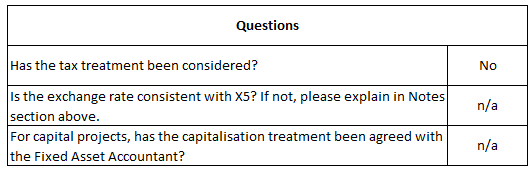 Questions
Has the tax treatment been considered? No
Is the exchange rate consistent with X5? If not, please explain in Notes
section above. n/a
For capital projects, has the capitalisation treatment been agreed with
the Fixed Asset Accountant? n/a